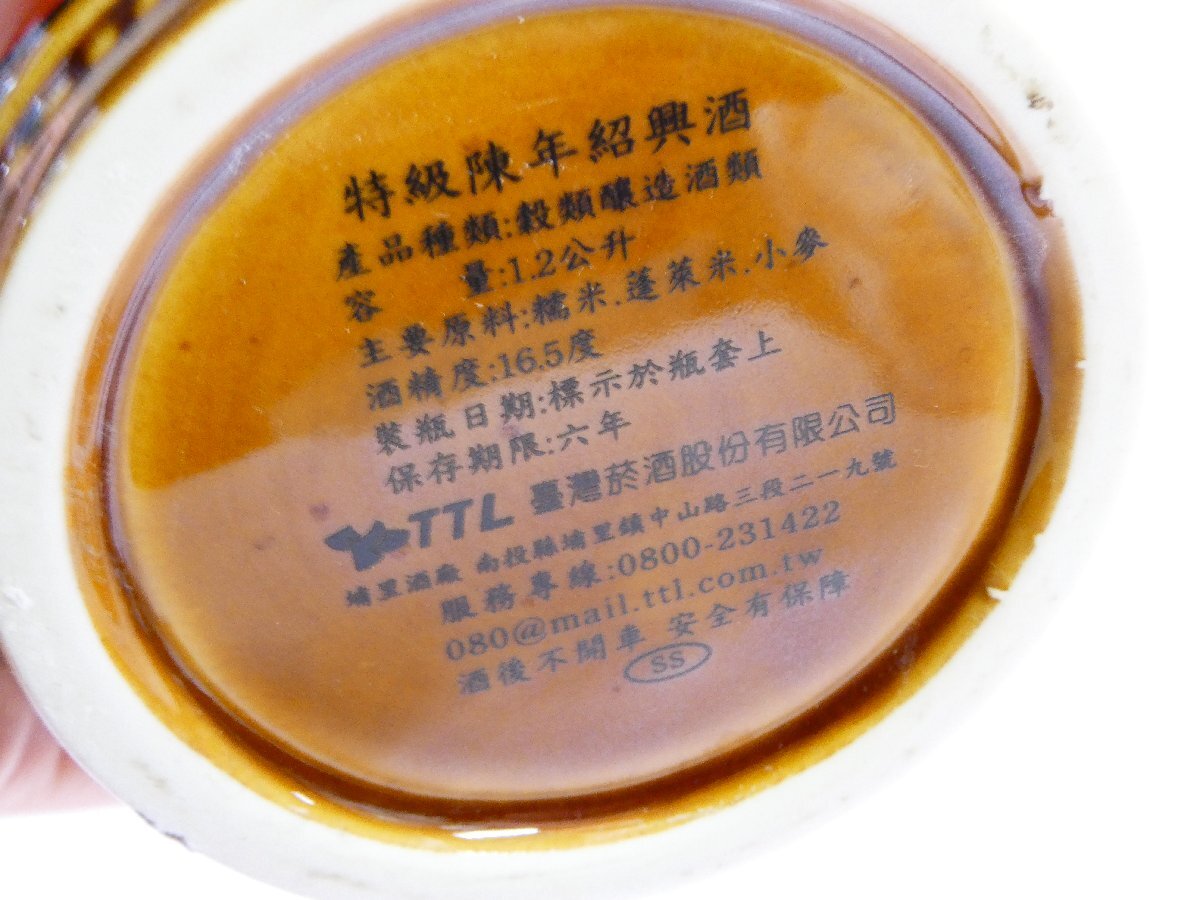 特級陳年紹興酒
產品種類:穀類釀造酒類
容 量:1.2公升
主要原料:糯米.蓬萊米.小麥
酒精度:16.5度
裝瓶日期:標示於瓶套上
保存期限:六年
TTL 臺灣菸酒股份有限公司
埔里酒廠 南投縣埔里鎮中山路三段二一九號
服務專線:0800-231422
080@mail.ttl.com.tw
酒後不開車 安全有保障
SS